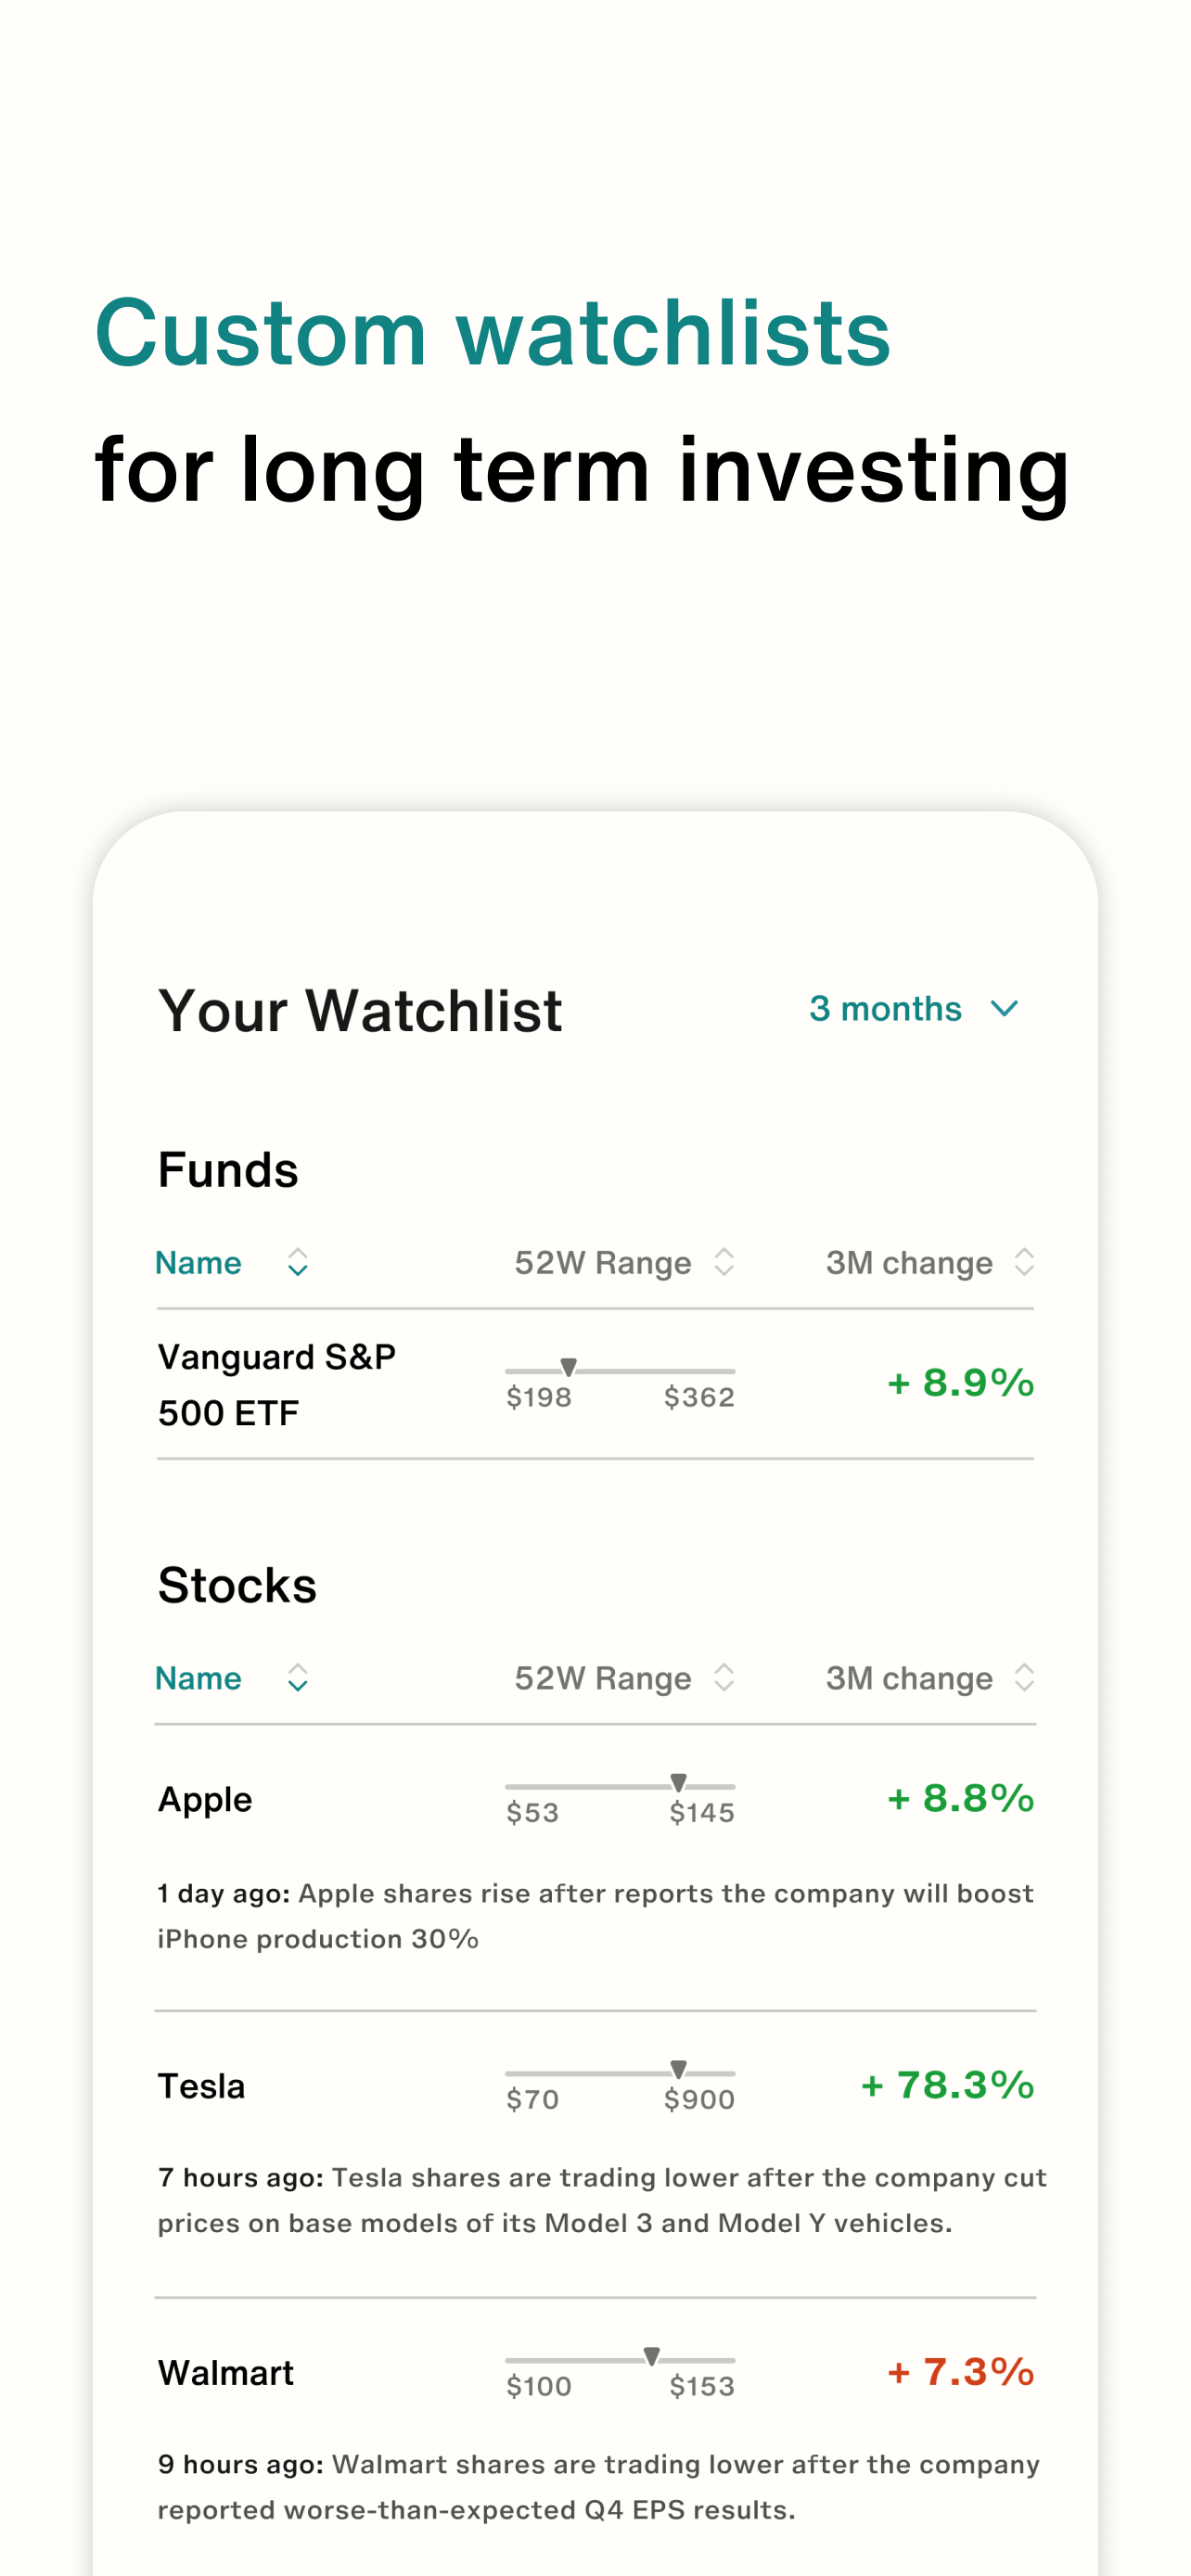 Custom watchlists
for long term investing
Your Watchlist
3 months
Funds
Name 52W Range 3M change
Vanguard S&P
500 ETF
$198 $362
+ 8.9%
Stocks
Name 52W Range 3M change
Apple
$53 $145
+ 8.8%
1 day ago: Apple shares rise after reports the company will boost
iPhone production 30%
Tesla
$70 $900
+ 78.3%
7 hours ago: Tesla shares are trading lower after the company cut
prices on base models of its Model 3 and Model Y vehicles.
Walmart
$100 $153
+ 7.3%
9 hours ago: Walmart shares are trading lower after the company
reported worse-than-expected Q4 EPS results.